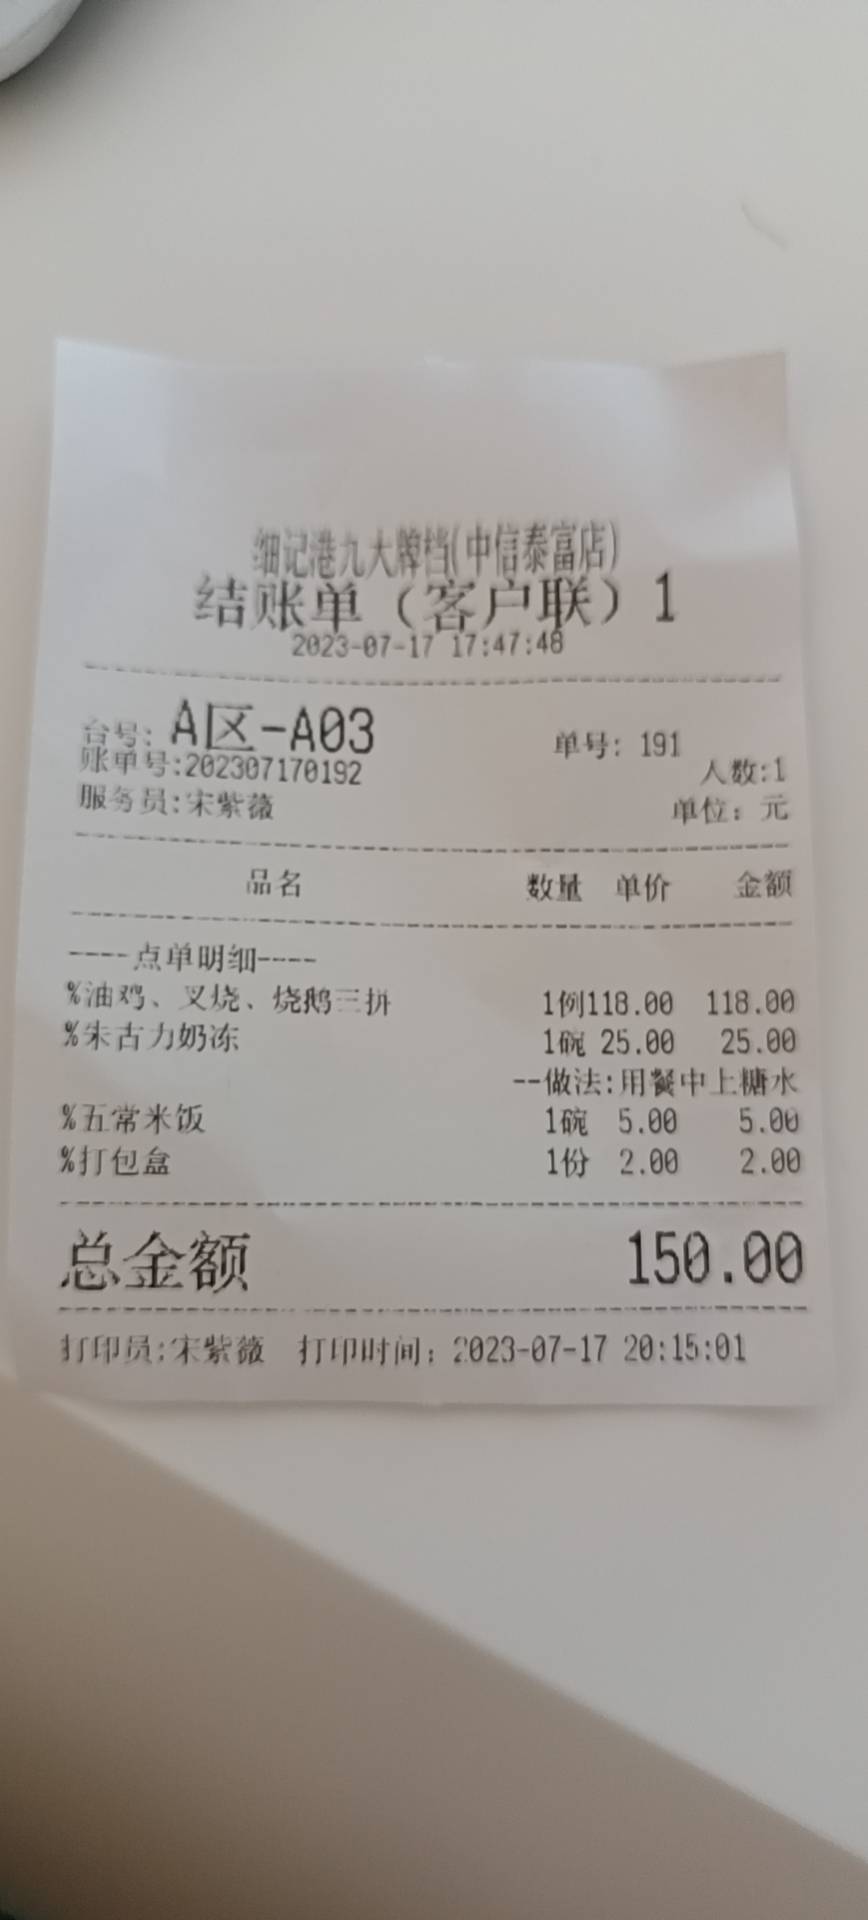 细记港九大牌档(中信泰富店)
结账单（客户联）1
2023-07-17 17:47:48
台号: A区-A03 单号: 191
账单号:202307170192 人数:1
服务员:宋紫薇 单位: 元
品名 数量 单价 金额
----点单明细----
%油鸡、叉烧、烧鹅三拼 1例118.00 118.00
%朱古力奶冻 1碗 25.00 25.00
--做法:用餐中上糖水
%五常米饭 1碗 5.00 5.00
%打包盒 1份 2.00 2.00
总金额 150.00
打印员:宋紫薇 打印时间: 2023-07-17 20:15:01